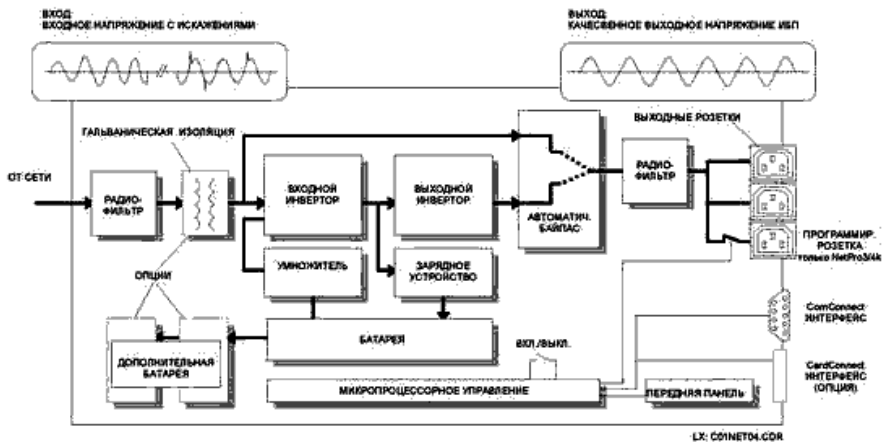 ВХОД:
ВХОДНОЕ НАПРЯЖЕНИЕ С ИСКАЖЕНИЯМИ
ВЫХОД:
КАЧЕСВЕННОЕ ВЫХОДНОЕ НАПРЯЖЕНИЕ ИБП
ГАЛЬВАНИЧЕСКАЯ ИЗОЛЯЦИЯ
ВЫХОДНЫЕ РОЗЕТКИ
ОТ СЕТИ
РАДИО-
ФИЛЬТР
ВХОДНОЙ
ИНВЕРТОР
ВЫХОДНОЙ
ИНВЕРТОР
АВТОМАТИЧ.
БАЙПАС
РАДИО-
ФИЛЬТР
ПРОГРАММИР.
РОЗЕТКА
только NetPro3/4k
УМНОЖИТЕЛЬ
ЗАРЯДНОЕ
УСТРОЙСТВО
ОПЦИИ
БАТАРЕЯ
ДОПОЛНИТЕЛЬНАЯ
БАТАРЕЯ
ComConnect
ИНТЕРФЕЙС
ВКЛ./ВЫКЛ.
МИКРОПРОЦЕССОРНОЕ УПРАВЛЕНИЕ
ПЕРЕДНЯЯ ПАНЕЛЬ
CardConnect
ИНТЕРФЕЙС
(ОПЦИЯ)
LX: C01NET04.CDR